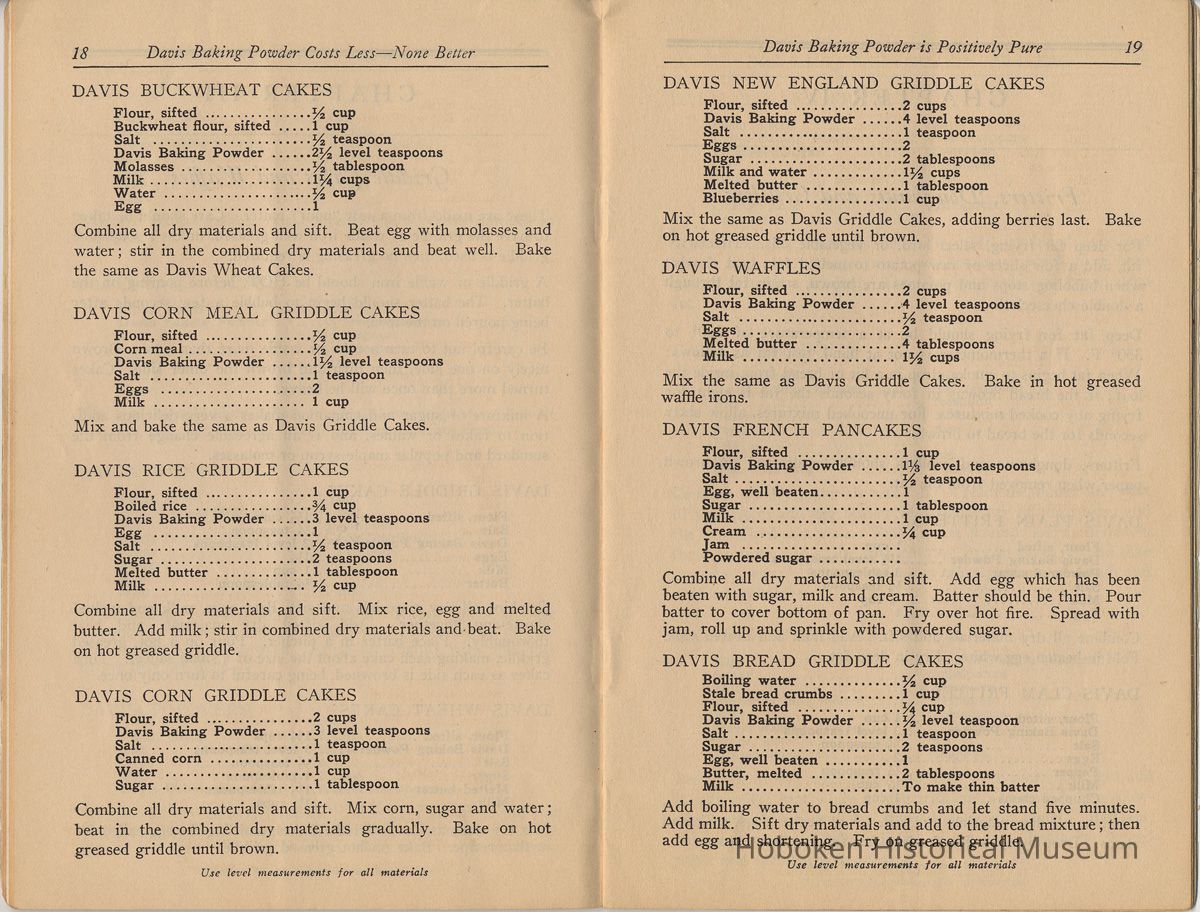 18 Davis Baking Powder Costs Less—None Better
DAVIS BUCKWHEAT CAKES
Flour, sifted ...............½ cup
Buckwheat flour, sifted .....1 cup
Salt .......................½ teaspoon
Davis Baking Powder ......2½ level teaspoons
Molasses ...................½ tablespoon
Milk .......................1¼ cups
Water .....................½ cup
Egg .......................1
Combine all dry materials and sift. Beat egg with molasses and
water; stir in the combined dry materials and beat well. Bake
the same as Davis Wheat Cakes.
DAVIS CORN MEAL GRIDDLE CAKES
Flour, sifted ...............½ cup
Corn meal ..................½ cup
Davis Baking Powder ......1½ level teaspoons
Salt .......................1 teaspoon
Eggs .......................2
Milk ...................... 1 cup
Mix and bake the same as Davis Griddle Cakes.
DAVIS RICE GRIDDLE CAKES
Flour, sifted ...............1 cup
Boiled rice ................¾ cup
Davis Baking Powder ......3 level teaspoons
Egg .......................1
Salt .......................½ teaspoon
Sugar ......................2 teaspoons
Melted butter ..............1 tablespoon
Milk ...................... ½ cup
Combine all dry materials and sift. Mix rice, egg and melted
butter. Add milk; stir in combined dry materials and beat. Bake
on hot greased griddle.
DAVIS CORN GRIDDLE CAKES
Flour, sifted ...............2 cups
Davis Baking Powder ......3 level teaspoons
Salt .......................1 teaspoon
Canned corn ...............1 cup
Water .....................1 cup
Sugar ......................1 tablespoon
Combine all dry materials and sift. Mix corn, sugar and water;
beat in the combined dry materials gradually. Bake on hot
greased griddle until brown.
Use level measurements for all materials
Davis Baking Powder is Positively Pure 19
DAVIS NEW ENGLAND GRIDDLE CAKES
Flour, sifted ...............2 cups
Davis Baking Powder ......4 level teaspoons
Salt .......................1 teaspoon
Eggs .......................2
Sugar ......................2 tablespoons
Milk and water .............1½ cups
Melted butter ..............1 tablespoon
Blueberries .................1 cup
Mix the same as Davis Griddle Cakes, adding berries last. Bake
on hot greased griddle until brown.
DAVIS WAFFLES
Flour, sifted ...............2 cups
Davis Baking Powder ......4 level teaspoons
Salt .......................½ teaspoon
Eggs .......................2
Melted butter ..............4 tablespoons
Milk .......................1½ cups
Mix the same as Davis Griddle Cakes. Bake in hot greased
waffle irons.
DAVIS FRENCH PANCAKES
Flour, sifted ...............1 cup
Davis Baking Powder ......1⅓ level teaspoons
Salt .......................½ teaspoon
Egg, well beaten............1
Sugar ......................1 tablespoon
Milk .......................1 cup
Cream .....................¼ cup
Jam .......................
Powdered sugar ............
Combine all dry materials and sift. Add egg which has been
beaten with sugar, milk and cream. Batter should be thin. Pour
batter to cover bottom of pan. Fry over hot fire. Spread with
jam, roll up and sprinkle with powdered sugar.
DAVIS BREAD GRIDDLE CAKES
Boiling water ..............½ cup
Stale bread crumbs .........1 cup
Flour, sifted ...............¼ cup
Davis Baking Powder ......½ level teaspoon
Salt .......................1 teaspoon
Sugar ......................2 teaspoons
Egg, well beaten ...........1
Butter, melted .............2 tablespoons
Milk .......................To make thin batter
Add boiling water to bread crumbs and let stand five minutes.
Add milk. Sift dry materials and add to the bread mixture; then
add egg and shortening. Fry on greased griddle.
Hoboken Historical Museum
Use level measurements for all materials